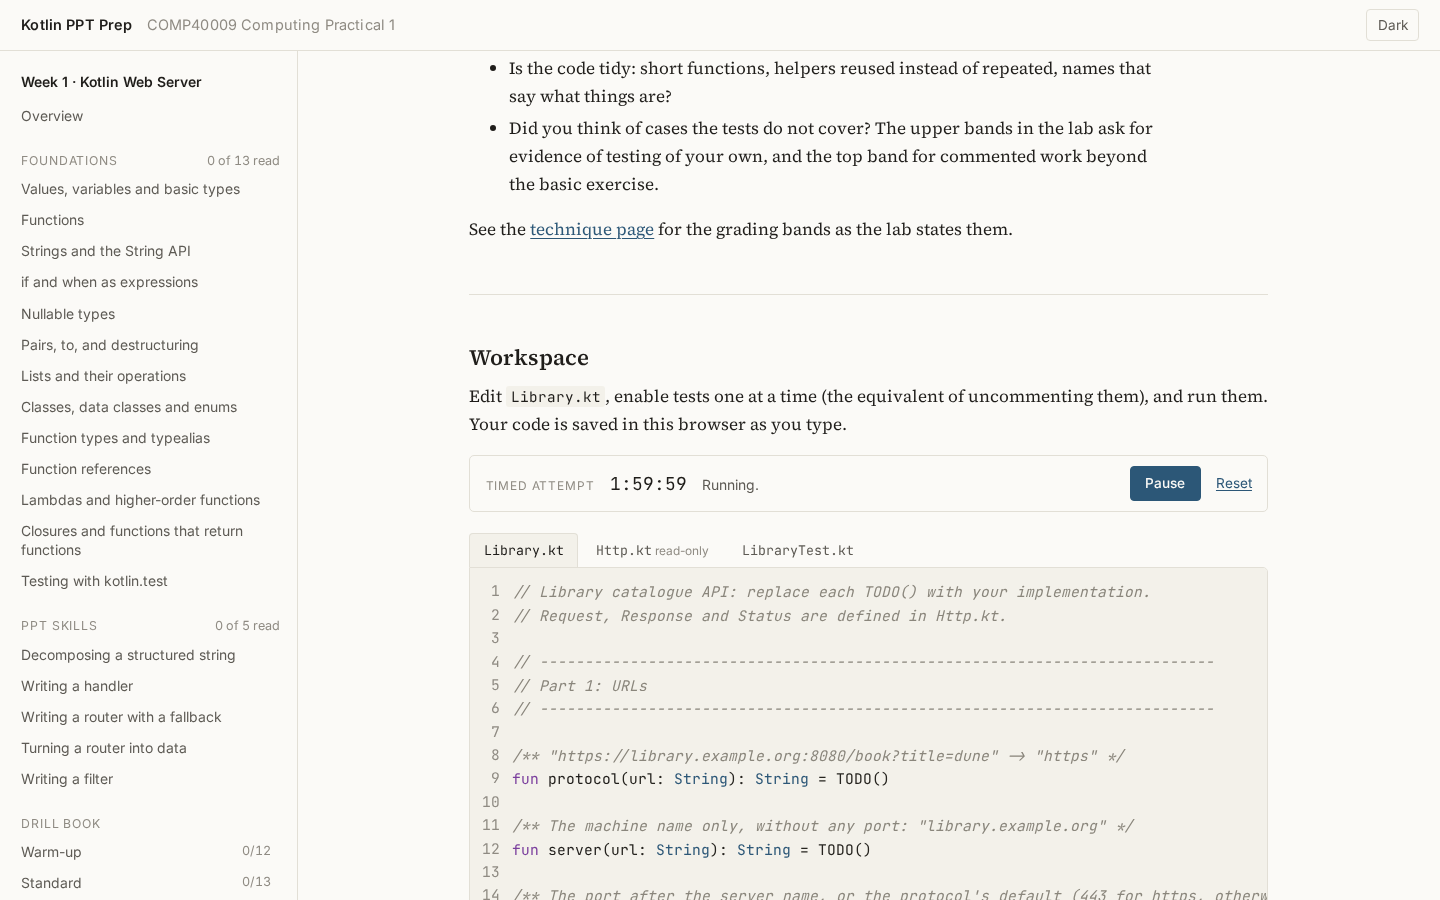 Kotlin PPT Prep COMP40009 Computing Practical 1
Dark
Week 1 · Kotlin Web Server
Overview
FOUNDATIONS 0 of 13 read
Values, variables and basic types
Functions
Strings and the String API
if and when as expressions
Nullable types
Pairs, to, and destructuring
Lists and their operations
Classes, data classes and enums
Function types and typealias
Function references
Lambdas and higher-order functions
Closures and functions that return
functions
Testing with kotlin.test
PPT SKILLS 0 of 5 read
Decomposing a structured string
Writing a handler
Writing a router with a fallback
Turning a router into data
Writing a filter
DRILL BOOK
Warm-up 0/12
Standard 0/13
• Is the code tidy: short functions, helpers reused instead of repeated, names that
say what things are?
• Did you think of cases the tests do not cover? The upper bands in the lab ask for
evidence of testing of your own, and the top band for commented work beyond
the basic exercise.
See the technique page for the grading bands as the lab states them.
Workspace
Edit Library.kt, enable tests one at a time (the equivalent of uncommenting them), and run them.
Your code is saved in this browser as you type.
TIMED ATTEMPT 1:59:59 Running. Pause Reset
Library.kt Http.kt read-only LibraryTest.kt
1 // Library catalogue API: replace each TODO() with your implementation.
2 // Request, Response and Status are defined in Http.kt.
3
4 // ---------------------------------------------------------------------------
5 // Part 1: URLs
6 // ---------------------------------------------------------------------------
7
8 /** "https://library.example.org:8080/book?title=dune" -> "https" */
9 fun protocol(url: String): String = TODO()
10
11 /** The machine name only, without any port: "library.example.org" */
12 fun server(url: String): String = TODO()
13
14 /** The port after the server name, or the protocol's default (443 for https, otherw